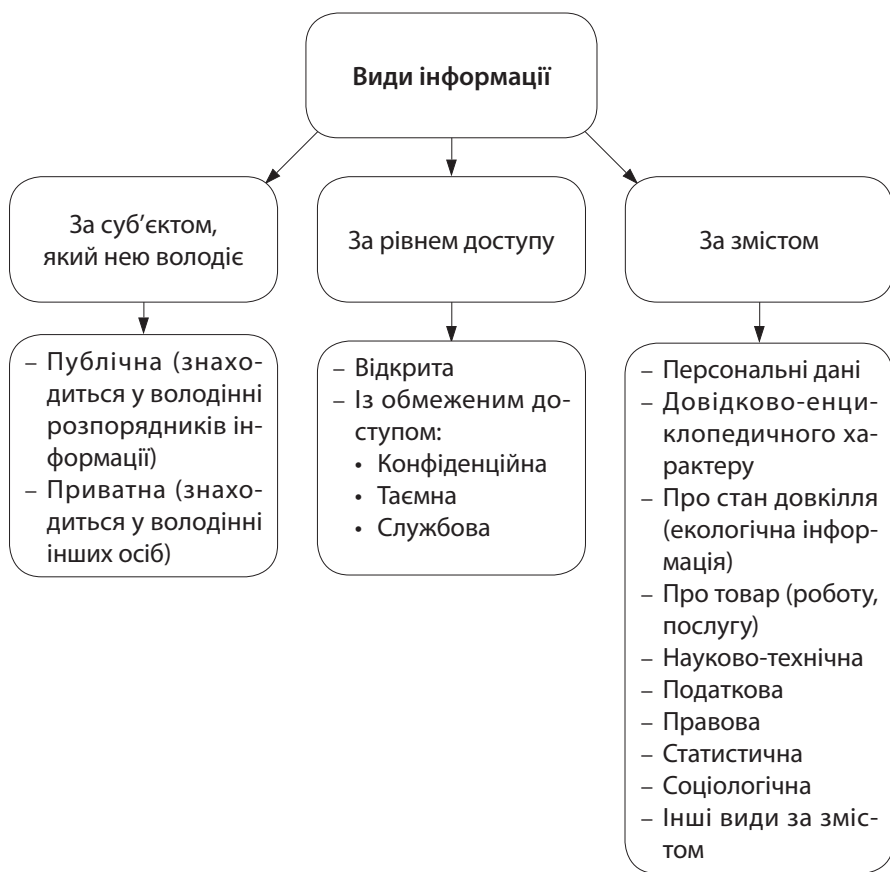 Види інформації
За суб’єктом,
який нею володіє
За рівнем доступу
За змістом
– Публічна (знахо-
диться у володінні
розпорядників ін-
формації)
– Приватна (знахо-
диться у володінні
інших осіб)
– Відкрита
– Із обмеженим до-
ступом:
• Конфіденційна
• Таємна
• Службова
– Персональні дані
– Довідково-енци-
клопедичного ха-
рактеру
– Про стан довкілля
(екологічна інфор-
мація)
– Про товар (роботу,
послугу)
– Науково-технічна
– Податкова
– Правова
– Статистична
– Соціологічна
– Інші види за зміс-
том